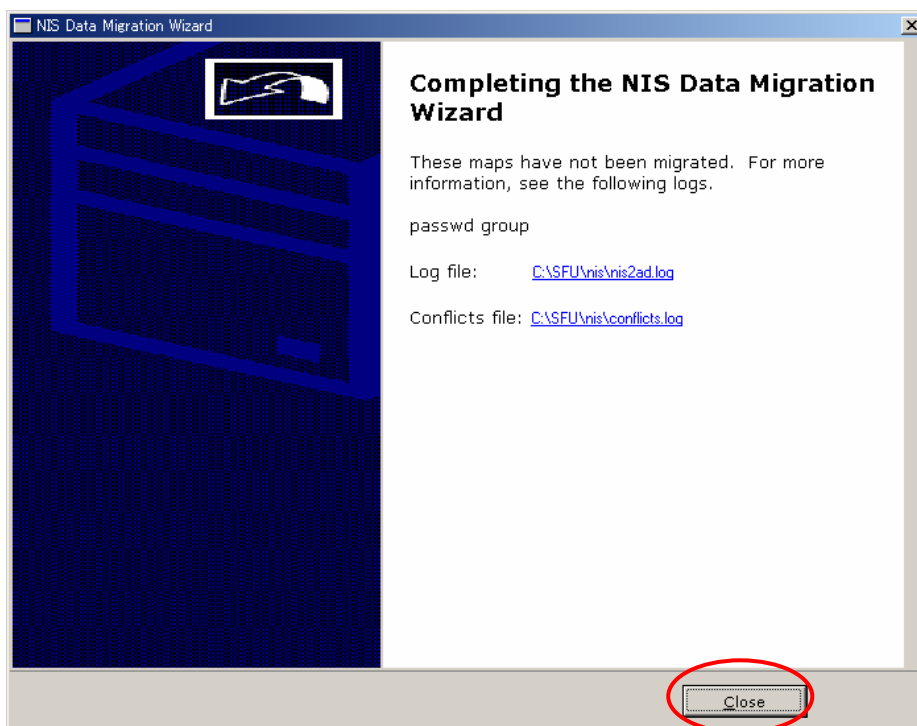 NIS Data Migration Wizard
Completing the NIS Data Migration
Wizard
These maps have not been migrated. For more
information, see the following logs.
passwd group
Log file: C:\SFU\nis\nis2ad.log
Conflicts file: C:\SFU\nis\conflicts.log
Close